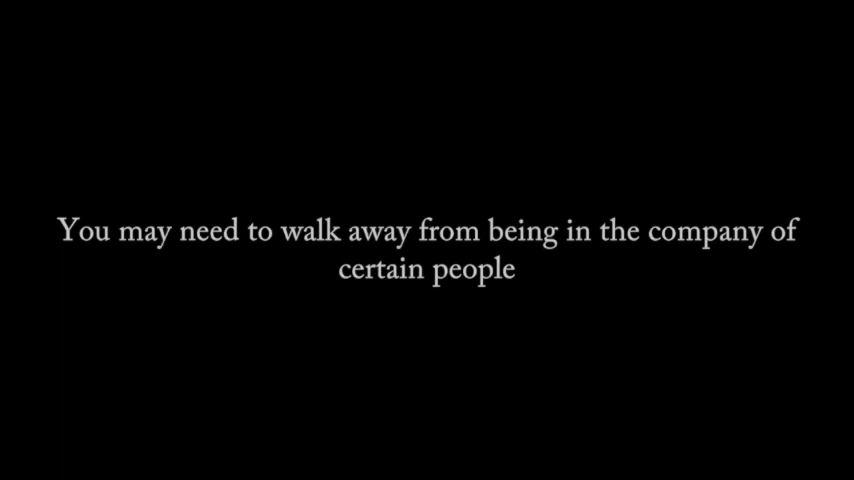 You may need to walk away from being in the company of
certain people